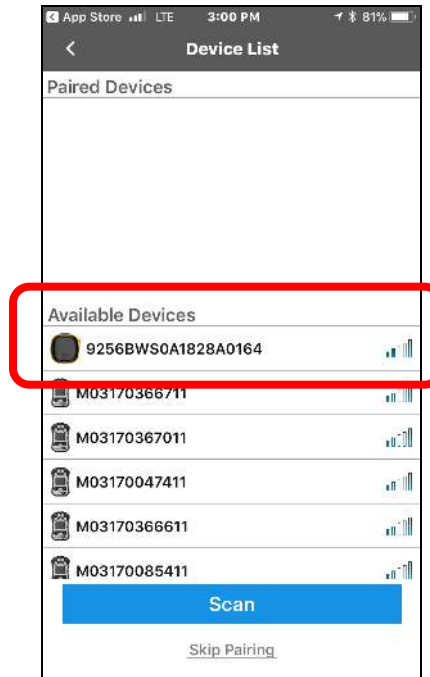 App Store LTE 3:00 PM 81%
Device List
Paired Devices
Available Devices
9256BWS0A1828A0164
M03170366711
M03170367011
M03170047411
M03170366611
M03170085411
Scan
Skip Pairing